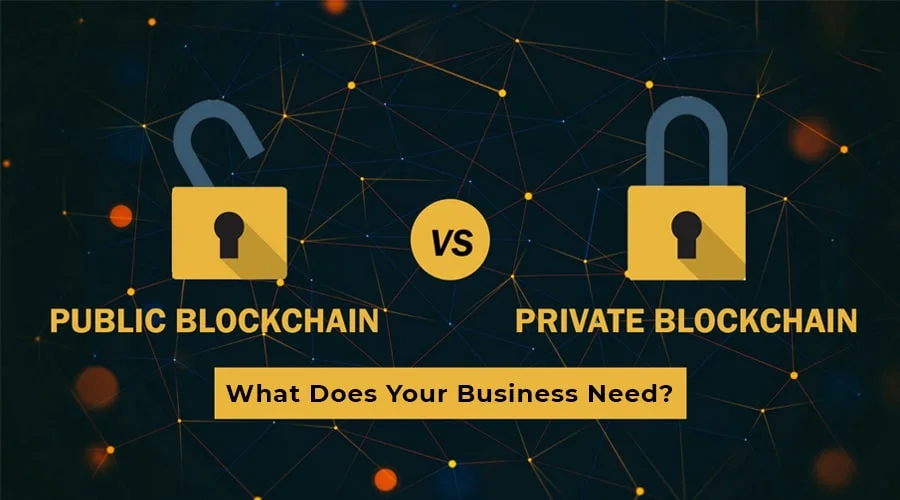 VS
PUBLIC BLOCKCHAIN
PRIVATE BLOCKCHAIN
What Does Your Business Need?